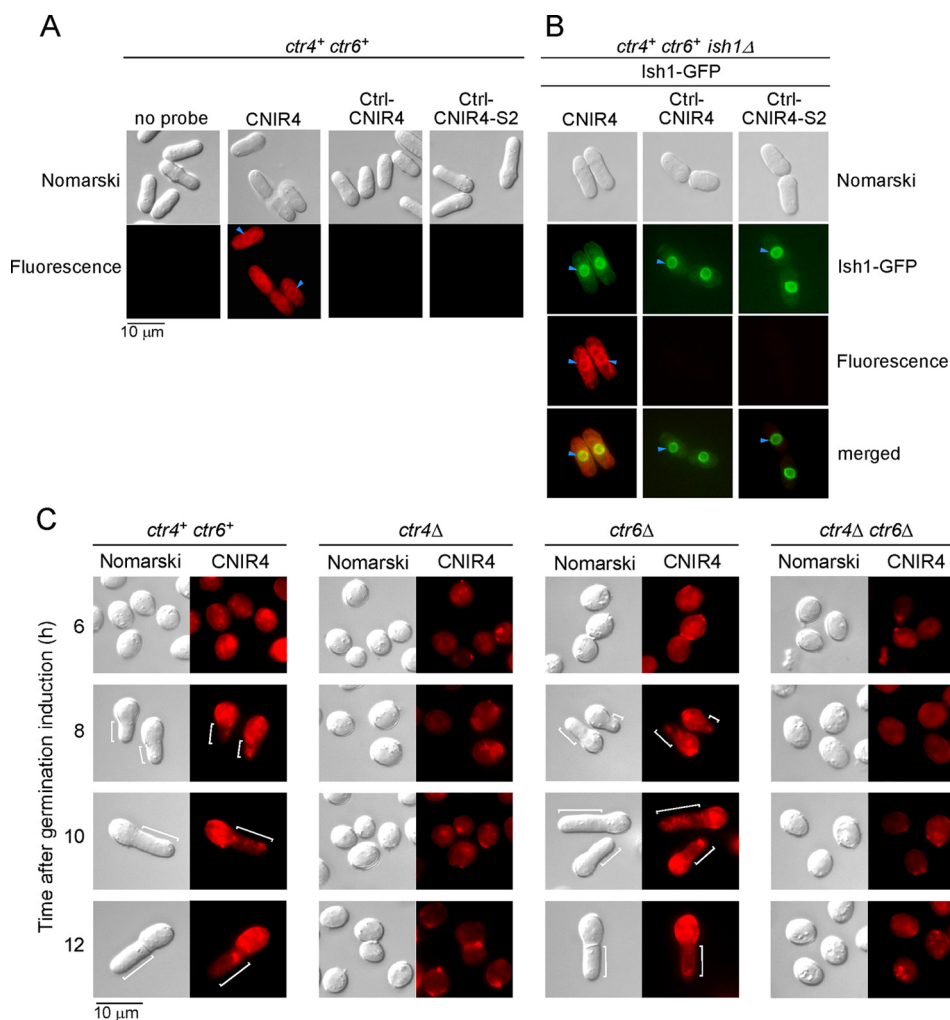 A
ctr4⁺ ctr6⁺
no probe CNIR4 Ctrl-CNIR4 Ctrl-CNIR4-S2
Nomarski
Fluorescence
10 µm
B
ctr4⁺ ctr6⁺ ish1Δ
Ish1-GFP
CNIR4 Ctrl-CNIR4 Ctrl-CNIR4-S2
Nomarski
Ish1-GFP
Fluorescence
merged
C
ctr4⁺ ctr6⁺ ctr4Δ ctr6Δ ctr4Δ ctr6Δ
Nomarski CNIR4 Nomarski CNIR4 Nomarski CNIR4 Nomarski CNIR4
Time after germination induction (h)
6
8
10
12
10 µm